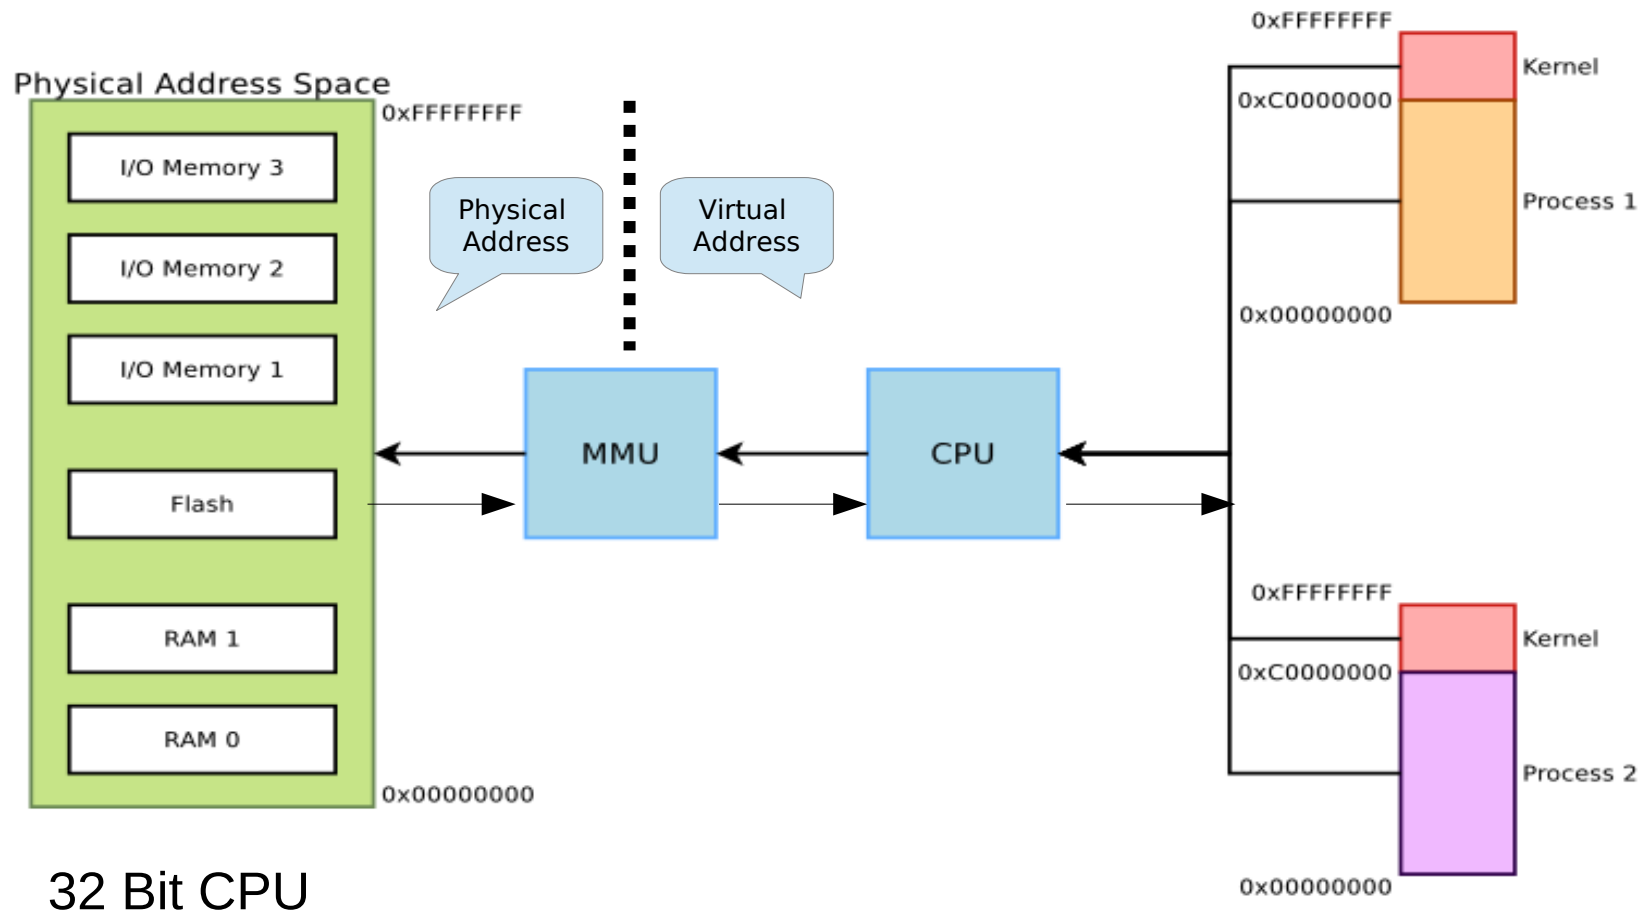 Physical Address Space
0xFFFFFFFF
I/O Memory 3
I/O Memory 2
I/O Memory 1
Flash
RAM 1
RAM 0
0x00000000
32 Bit CPU
Physical
Address
Virtual
Address
MMU
CPU
0xFFFFFFFF
Kernel
0xC0000000
Process 1
0x00000000
0xFFFFFFFF
Kernel
0xC0000000
Process 2
0x00000000